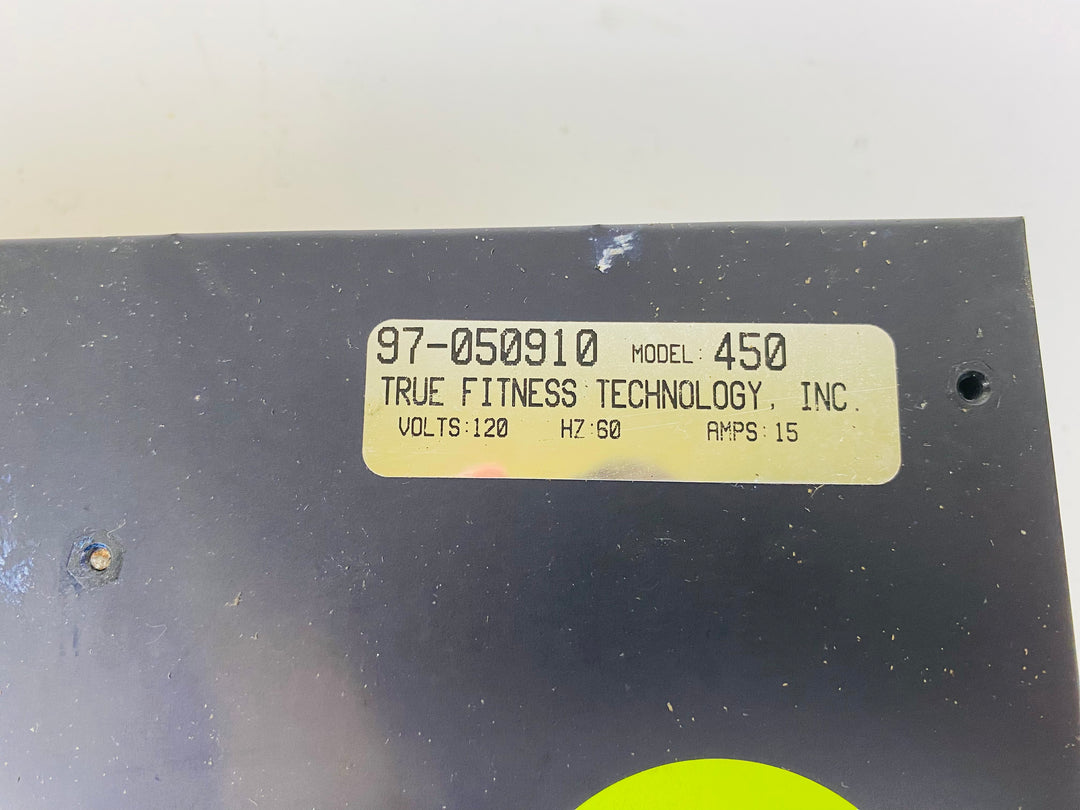 97-050910 MODEL: 450
TRUE FITNESS TECHNOLOGY, INC.
VOLTS:120 HZ:60 AMPS:15